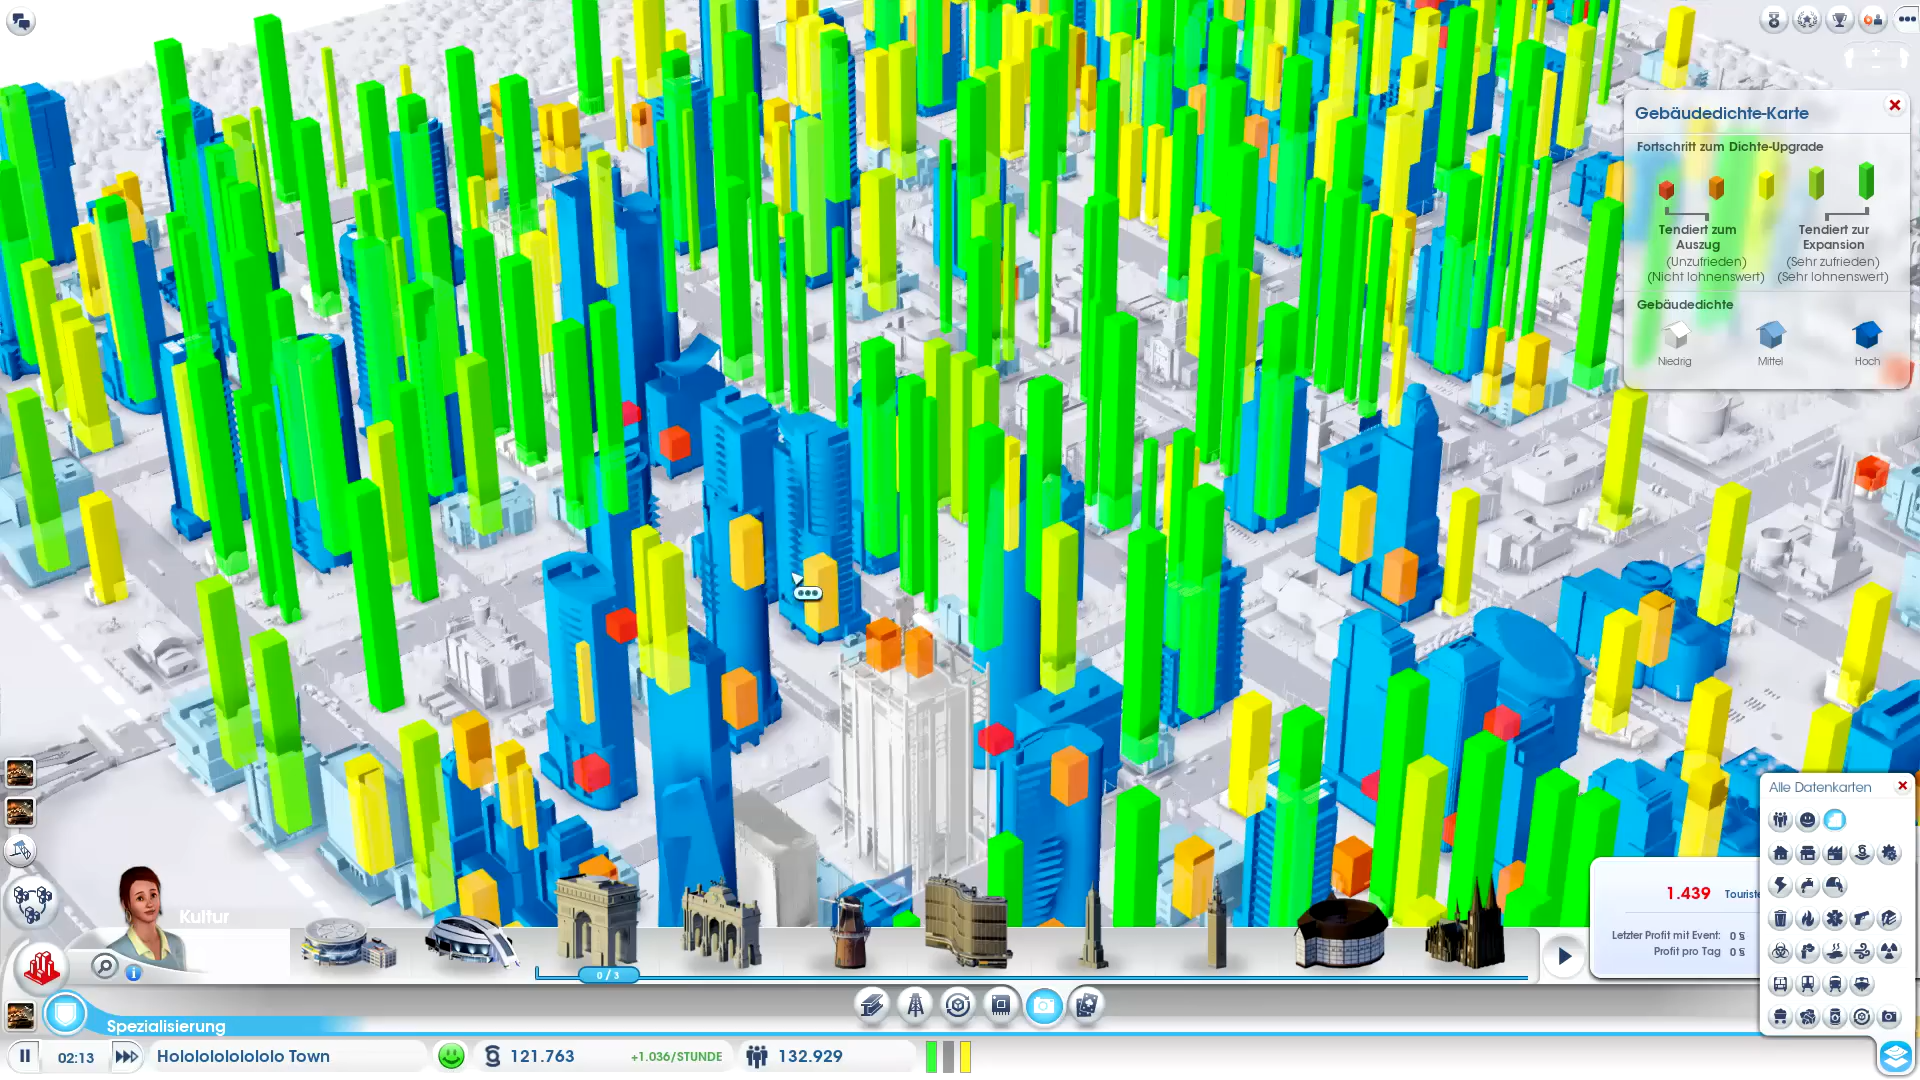 Gebäudedichte-Karte
Fortschritt zum Dichte-Upgrade
Tendiert zum
Auszug
(Unzufrieden)
(Nicht lohnenswert)
Tendiert zur
Expansion
(Sehr zufrieden)
(Sehr lohnenswert)
Gebäudedichte
Niedrig
Mittel
Hoch
Alle Datenkarten
1.439
Letzter Profit mit Event: 0 §
Profit pro Tag 0 §
Kultur
0 / 3
Spezialisierung
02:13
Hololololololo Town
121.763
+1.036/STUNDE
132.929